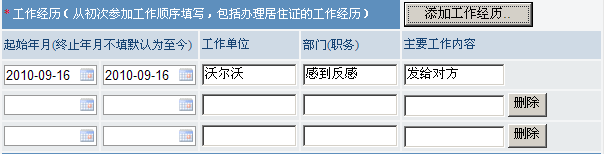 * 工作经历（从初次参加工作顺序填写，包括办理居住证的工作经历） 添加工作经历..
起始年月(终止年月不填默认为至今) 工作单位 部门(职务) 主要工作内容
2010-09-16 2010-09-16 沃尔沃 感到反感 发给对方
删除
删除